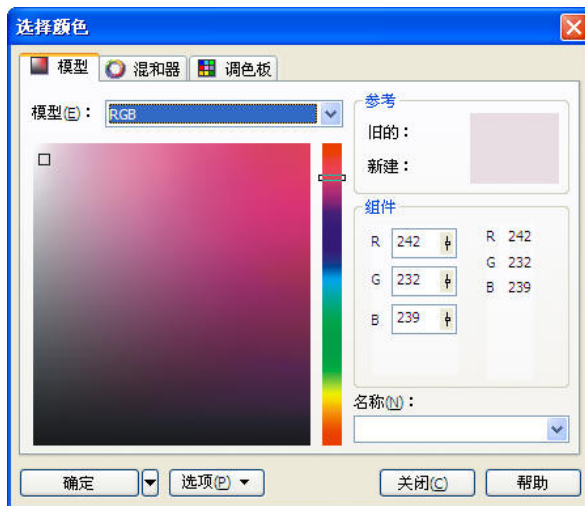 选择颜色
模型 混和器 调色板
模型(E)： RGB
参考
旧的：
新建：
组件
R 242 R 242
G 232 G 232
B 239 B 239
名称(N)：
确定 选项(P) 关闭(C) 帮助